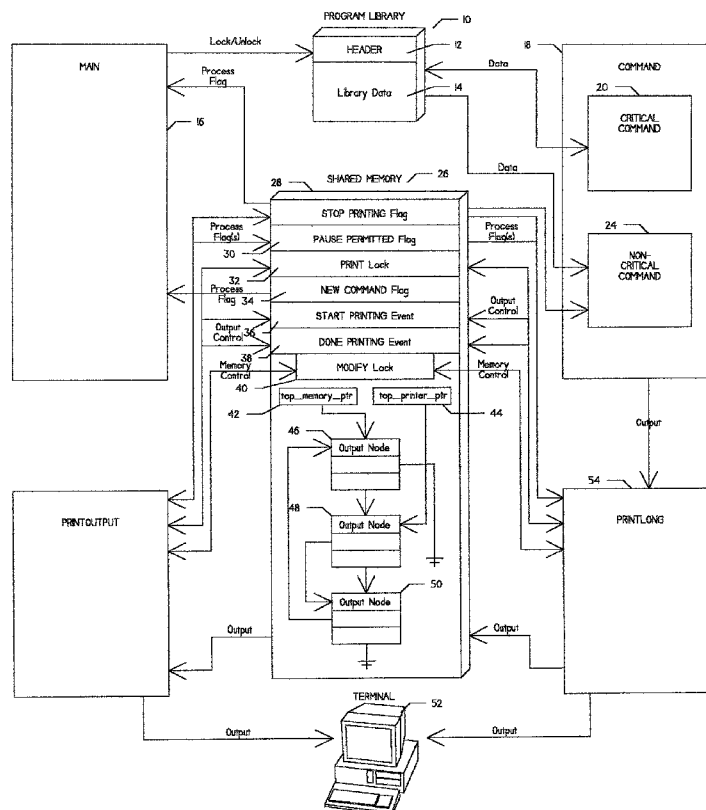 PROGRAM LIBRARY
10
MAIN
Lock/Unlock
HEADER
12
18
COMMAND
Process
Flag
Data
Library Data
14
20
CRITICAL
COMMAND
16
SHARED MEMORY
26
28
Data
STOP PRINTING Flag
24
Process
Flag(s)
PAUSE PERMITTED Flag
Process
Flag(s)
30
NON-
CRITICAL
COMMAND
PRINT Lock
32
Process
Flag
NEW COMMAND Flag
34
Output
Control
START PRINTING Event
Output
Control
36
DONE PRINTING Event
38
Memory
Control
MODIFY Lock
Memory
Control
40
top_memory_ptr
top_printer_ptr
42
44
46
Output Node
Output
54
PRINTOUTPUT
48
Output Node
PRINTLONG
Output Node
50
Output
Output
TERMINAL
52
Output
Output